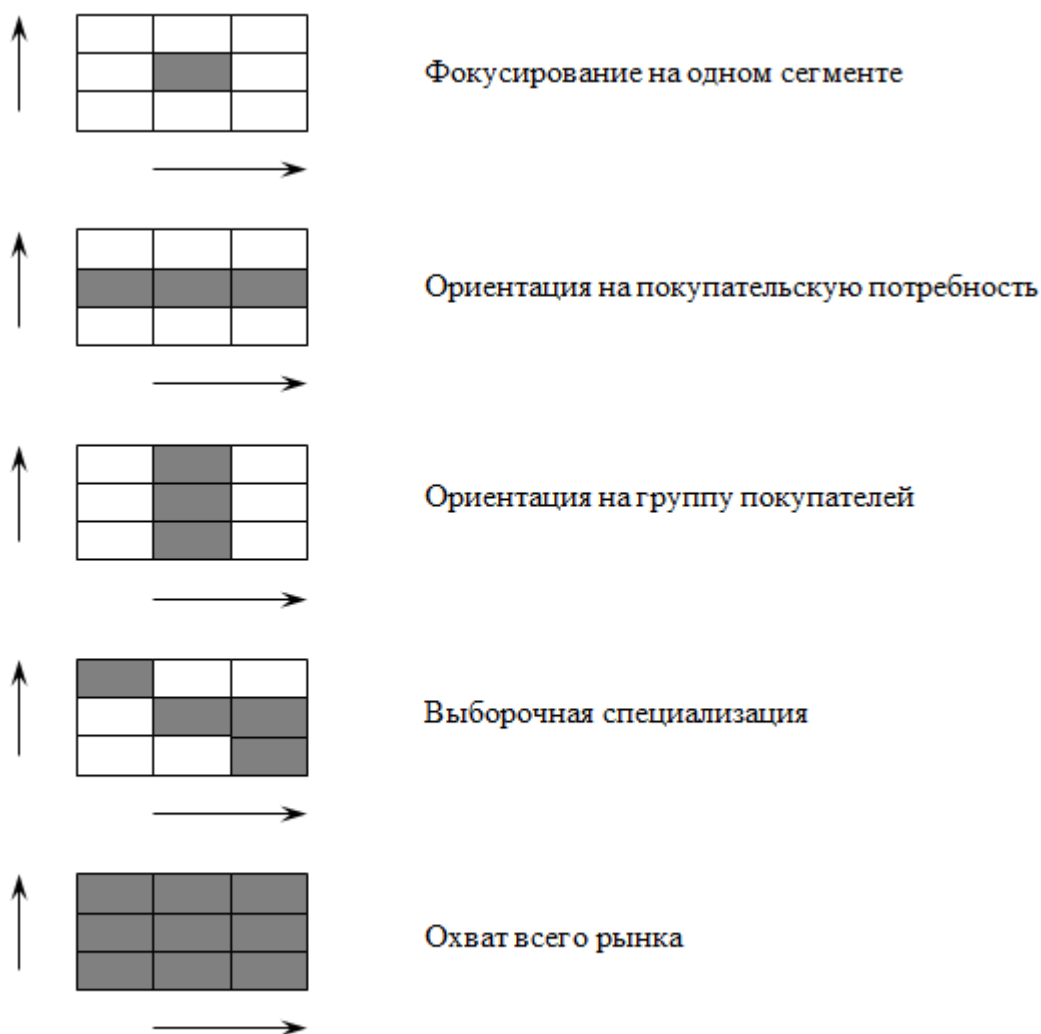 Фокусирование на одном сегменте
Ориентация на покупательскую потребность
Ориентация на группу покупателей
Выборочная специализация
Охват всего рынка